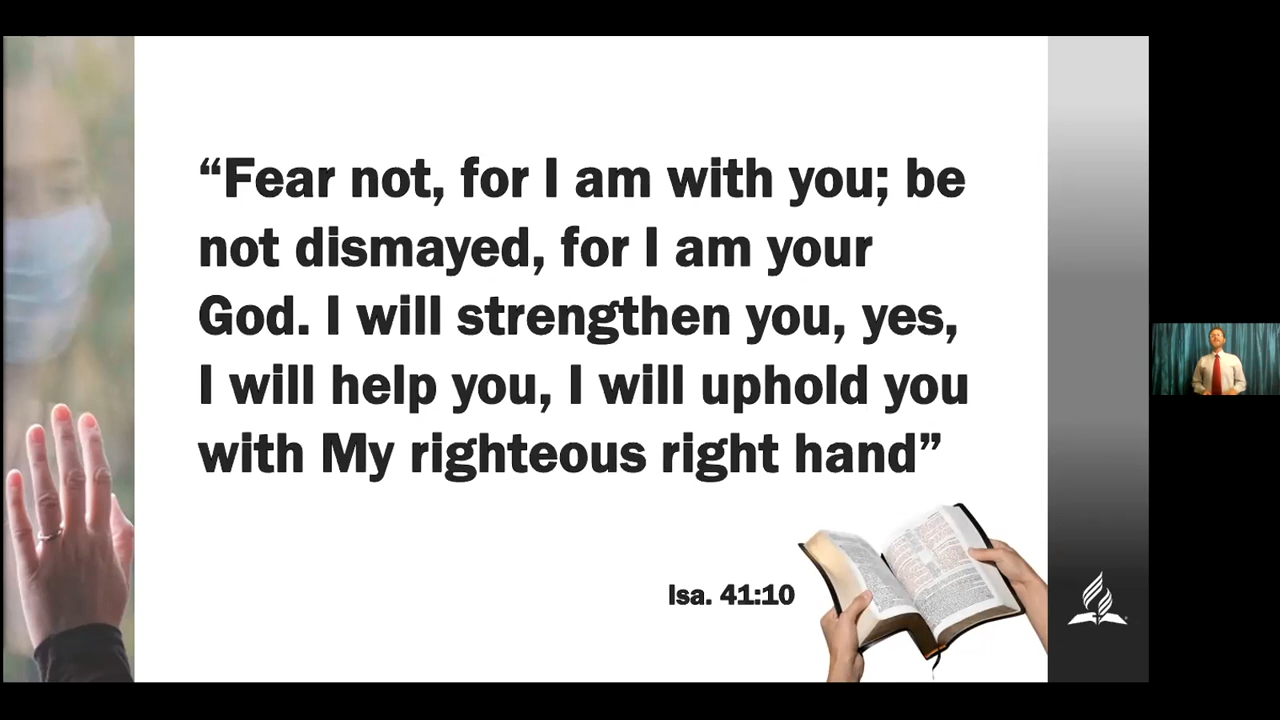 “Fear not, for I am with you; be
not dismayed, for I am your
God. I will strengthen you, yes,
I will help you, I will uphold you
with My righteous right hand”
Isa. 41:10